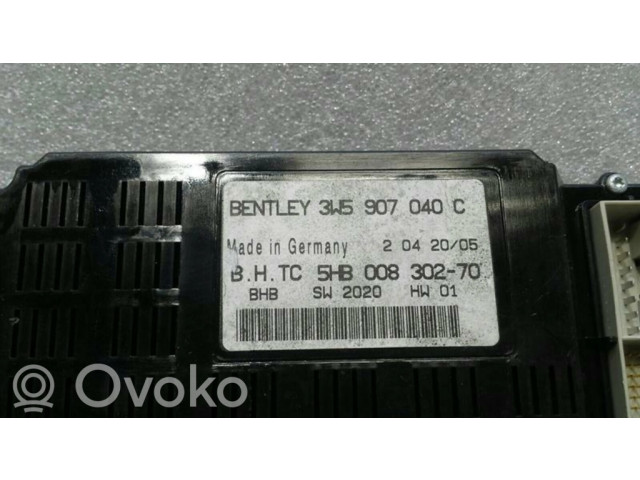 BENTLEY 3W5 907 040 C
Made in Germany 2 04 20/05
B.H.TC 5HB 008 302-70
BHB SW 2020 HW 01
Ovoko